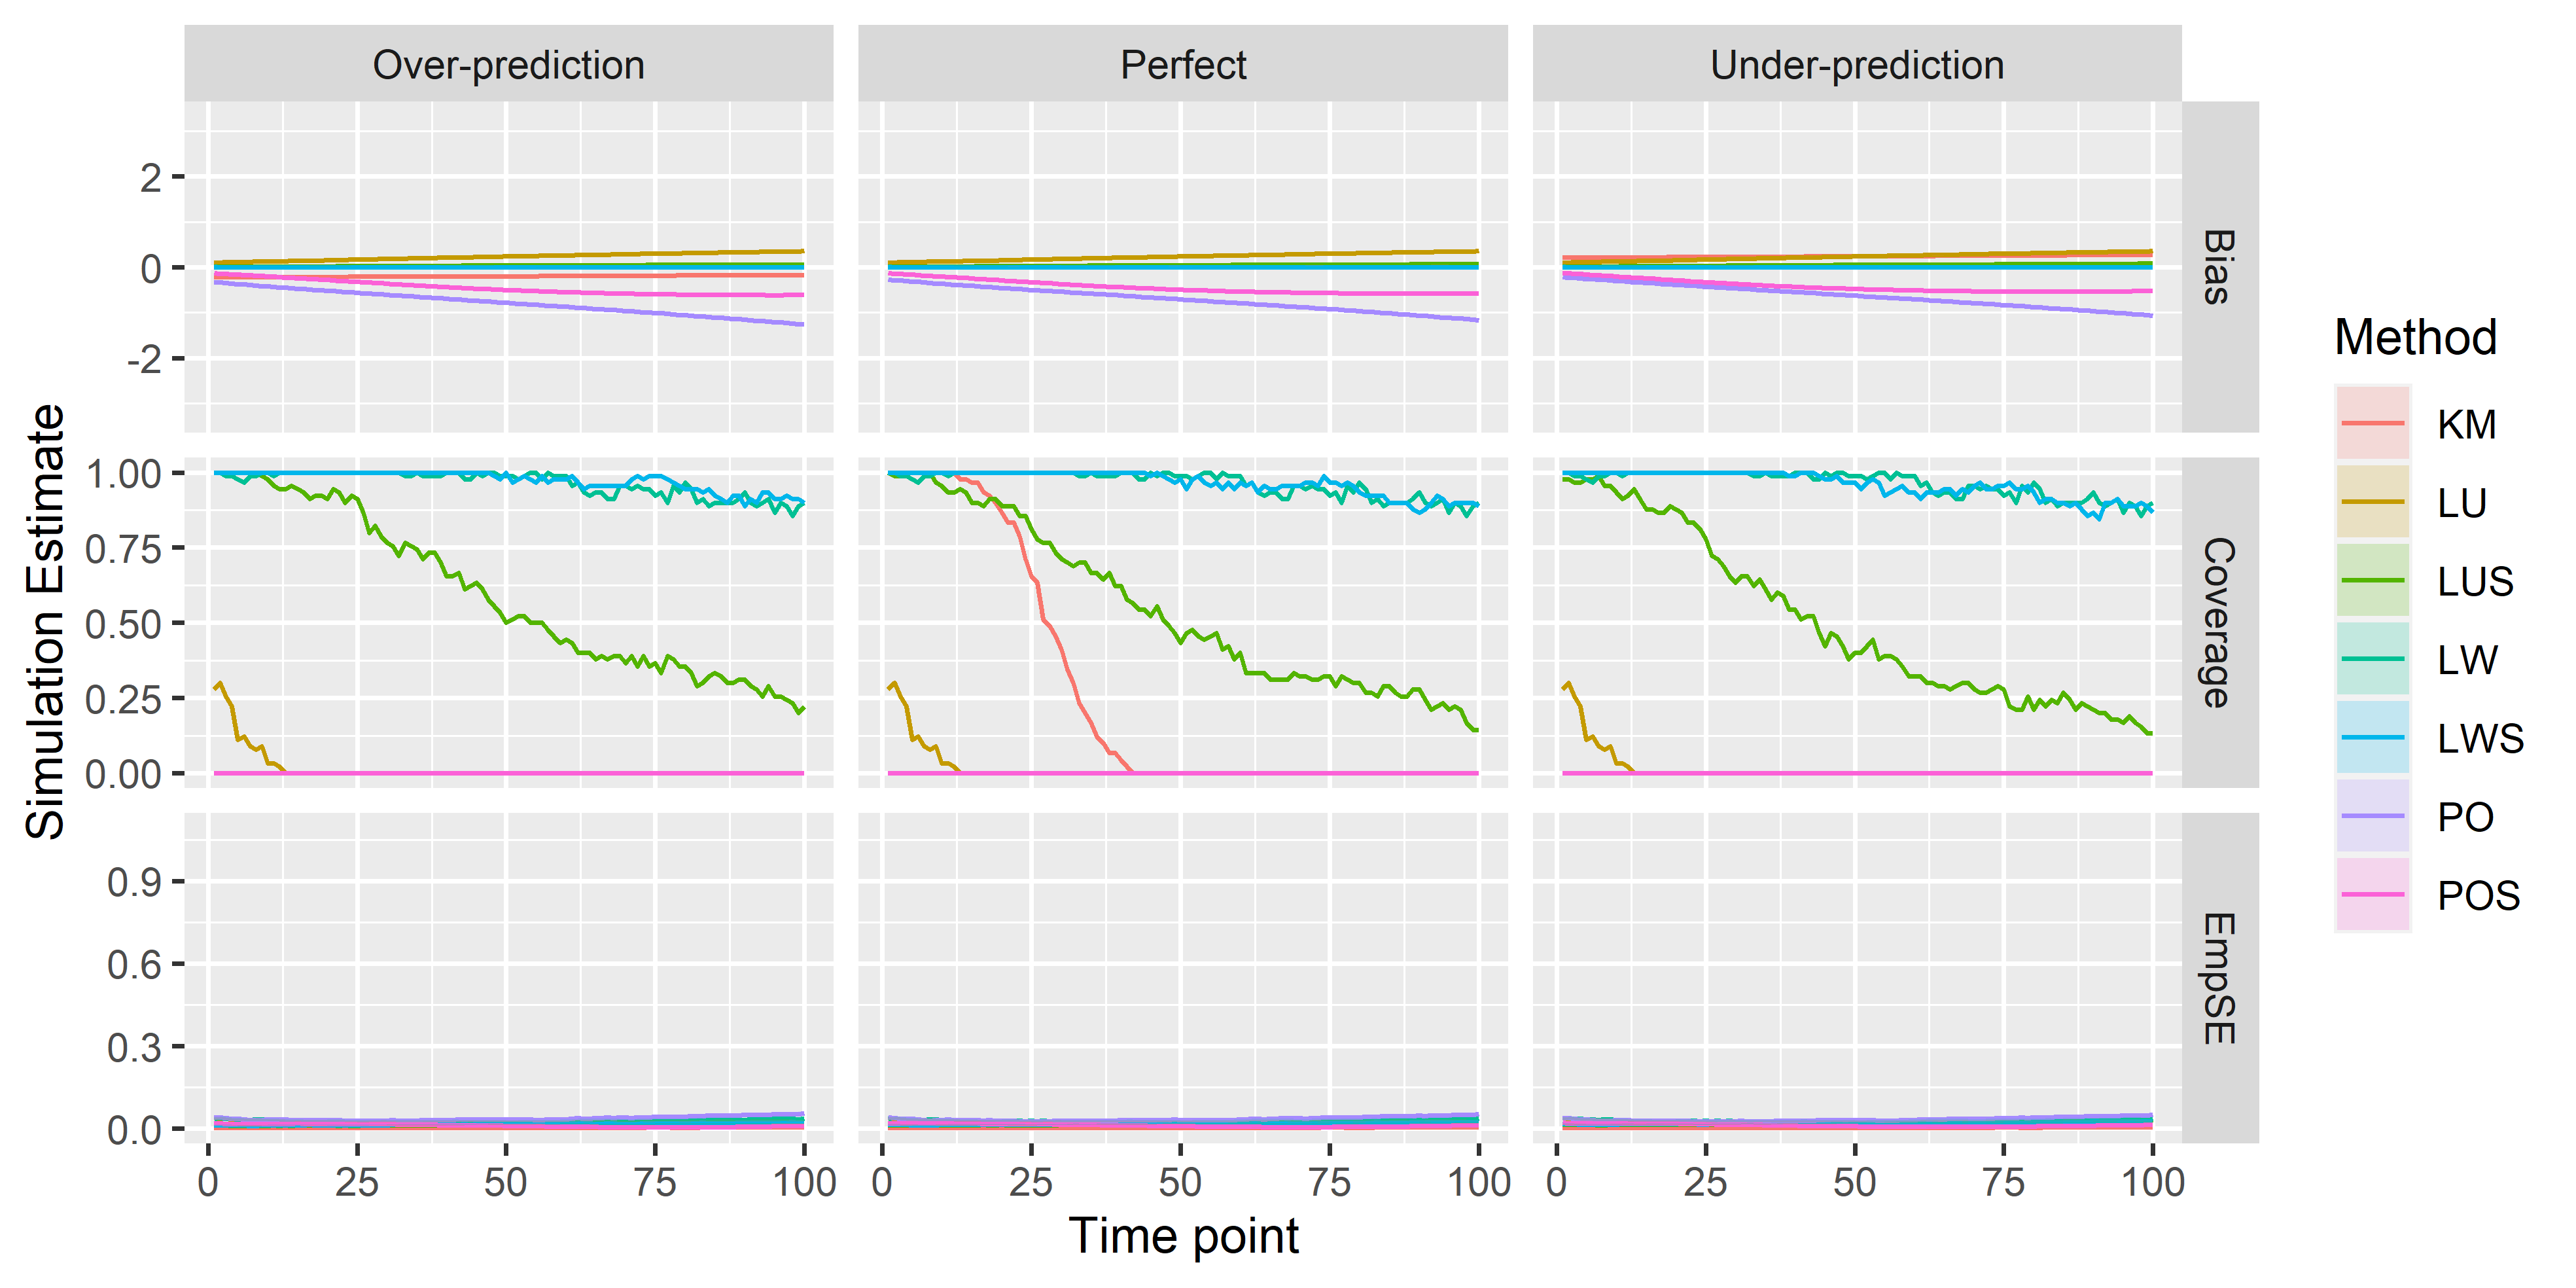 Over-prediction
Perfect
Under-prediction
Simulation Estimate
2
0
-2
Bias
1.00
0.75
0.50
0.25
0.00
Coverage
0.9
0.6
0.3
0.0
EmpSE
0 25 50 75 100
0 25 50 75 100
0 25 50 75 100
Time point
Method
KM
LU
LUS
LW
LWS
PO
POS